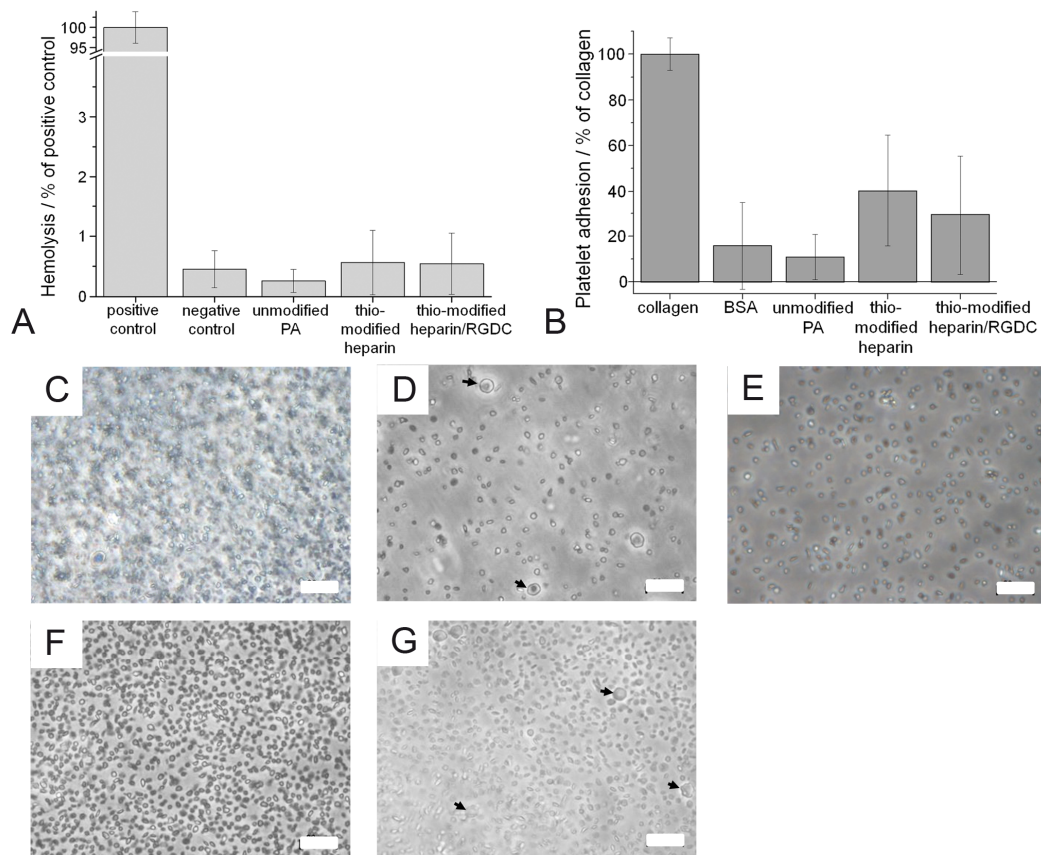 Hemolysis / % of positive control
100
95
3
2
1
0
positive
control
negative
control
unmodified
PA
thio-
modified
heparin
thio-modified
heparin/RGDC
A
Platelet adhesion / % of collagen
100
80
60
40
20
0
collagen
BSA
unmodified
PA
thio-
modified
heparin
thio-modified
heparin/RGDC
B
C
D
E
F
G